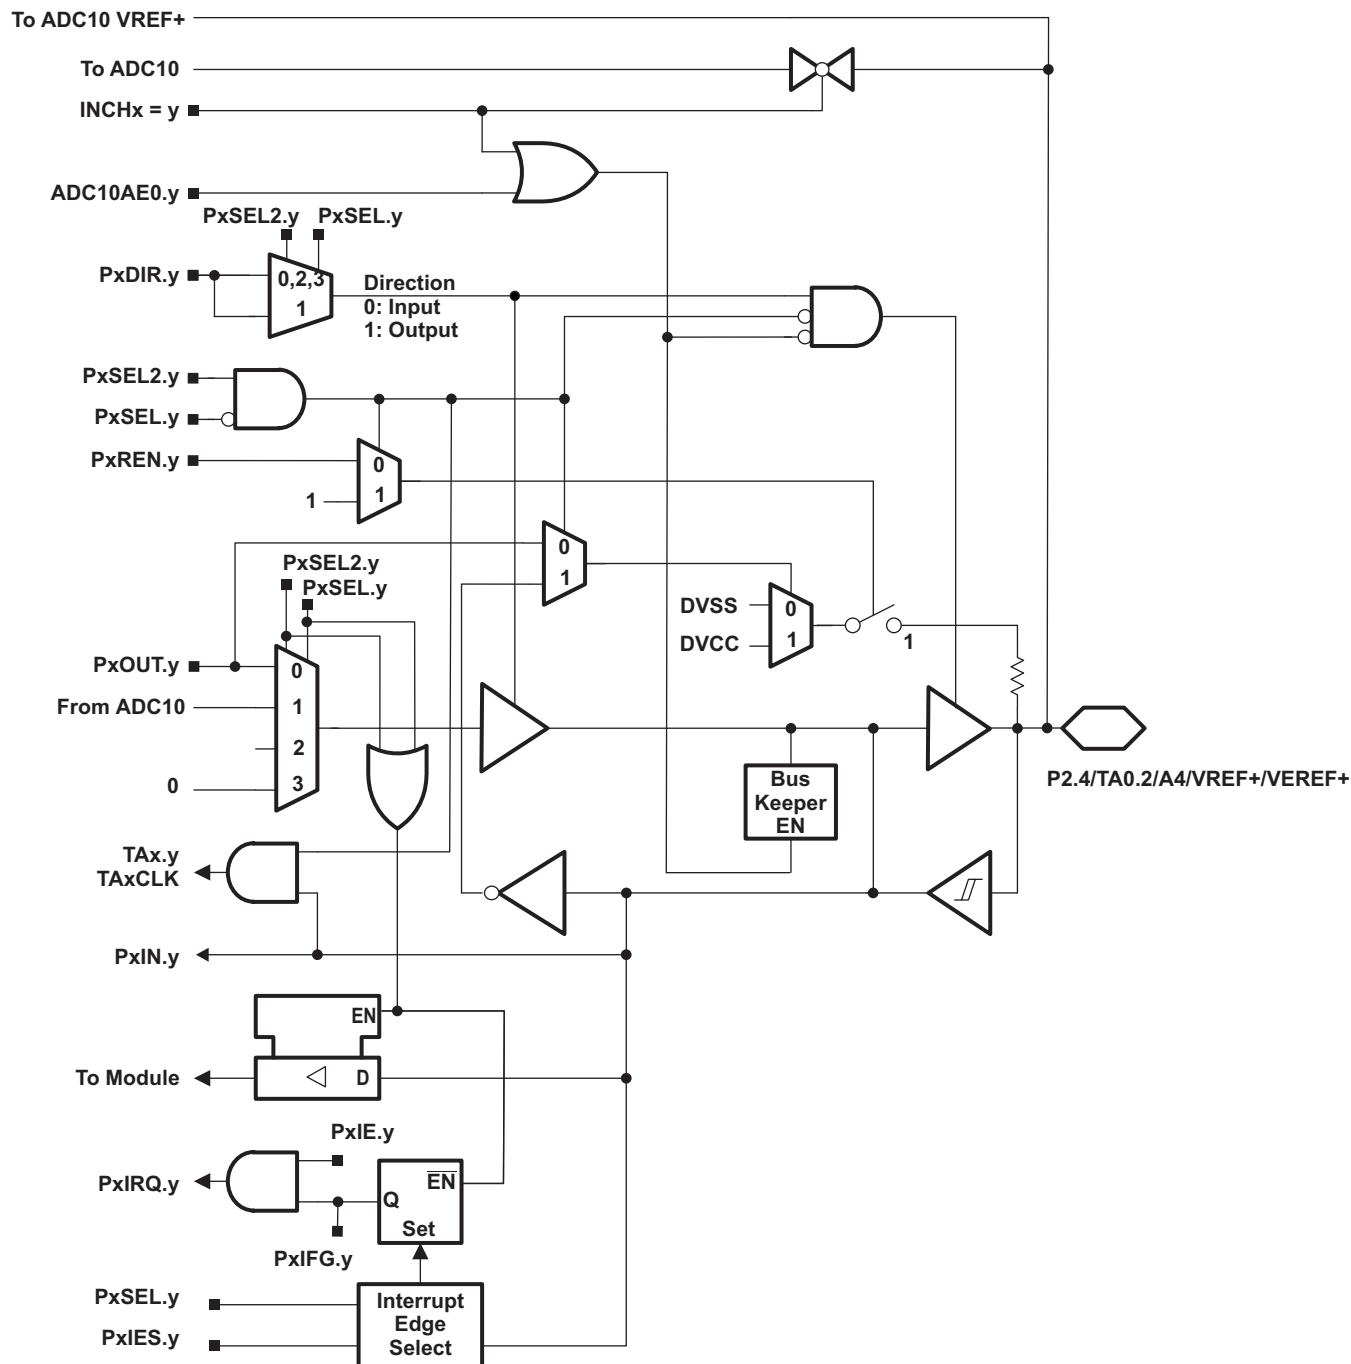 To ADC10 VREF+
To ADC10
INCHx = y
ADC10AE0.y
PxSEL2.y PxSEL.y
PxDIR.y
0,2,3
1
Direction
0: Input
1: Output
PxSEL2.y
PxSEL.y
PxREN.y
0
1
1
0
1
PxSEL2.y
PxSEL.y
DVSS
DVCC
0
1
1
PxOUT.y
From ADC10
0
0
1
2
3
Bus
Keeper
EN
P2.4/TA0.2/A4/VREF+/VEREF+
TAx.y
TAxCLK
PxIN.y
EN
To Module
D
PxIE.y
PxIRQ.y
EN
Q
Set
PxIFG.y
PxSEL.y
PxIES.y
Interrupt
Edge
Select